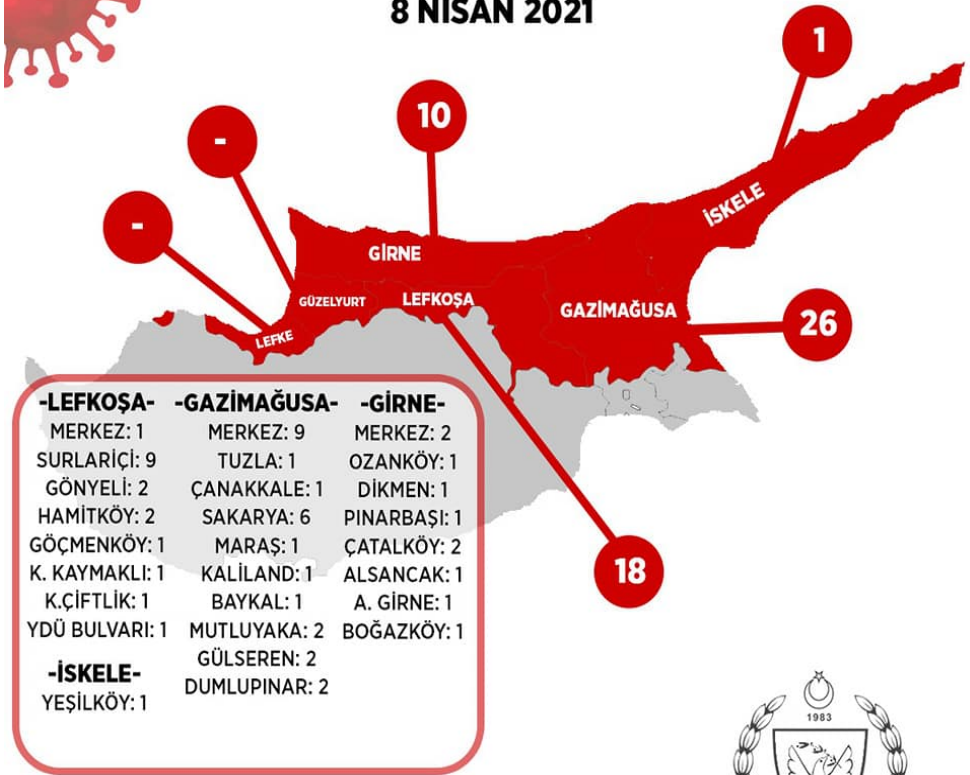 8 NİSAN 2021
1
10
-
-
İSKELE
GİRNE
GÜZELYURT
LEFKOŞA
GAZİMAĞUSA
LEFKE
26
18
-LEFKOŞA-
MERKEZ: 1
SURLARİÇİ: 9
GÖNYELİ: 2
HAMİTKÖY: 2
GÖÇMENKÖY: 1
K. KAYMAKLI: 1
K.ÇİFTLİK: 1
YDÜ BULVARI: 1
-İSKELE-
YEŞİLKÖY: 1
-GAZİMAĞUSA-
MERKEZ: 9
TUZLA: 1
ÇANAKKALE: 1
SAKARYA: 6
MARAŞ: 1
KALİLAND: 1
BAYKAL: 1
MUTLUYAKA: 2
GÜLSEREN: 2
DUMLUPINAR: 2
-GİRNE-
MERKEZ: 2
OZANKÖY: 1
DİKMEN: 1
PINARBAŞI: 1
ÇATALKÖY: 2
ALSANCAK: 1
A. GİRNE: 1
BOĞAZKÖY: 1
1983